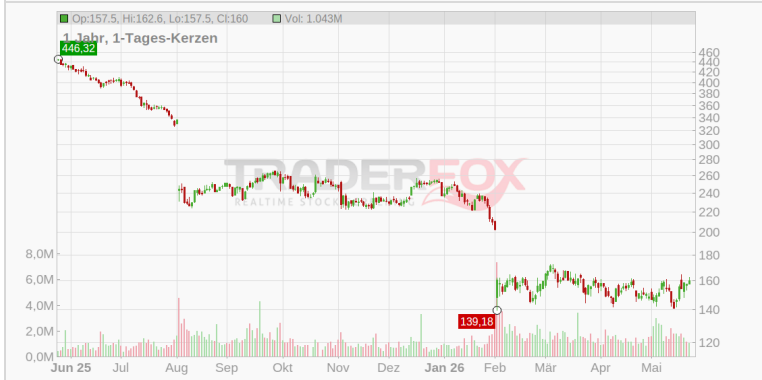 Op:157.5, Hi:162.6, Lo:157.5, Cl:160 Vol: 1.043M
1 Jahr, 1-Tages-Kerzen
446,32
460
440
420
400
380
360
340
320
300
280
260
240
220
200
180
160
140
120
TRADERFOX
REALTIME STOCK
8,0M
6,0M
4,0M
2,0M
0,0M
139,18
Jun 25 Jul Aug Sep Okt Nov Dez Jan 26 Feb Mär Apr Mai